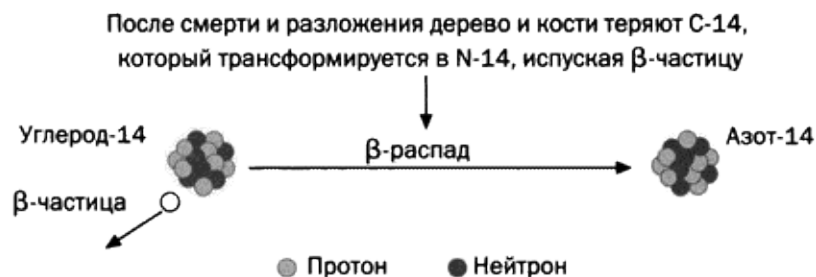 После смерти и разложения дерево и кости теряют С-14,
который трансформируется в N-14, испуская β-частицу
Углерод-14
β-распад
Азот-14
β-частица
Протон
Нейтрон